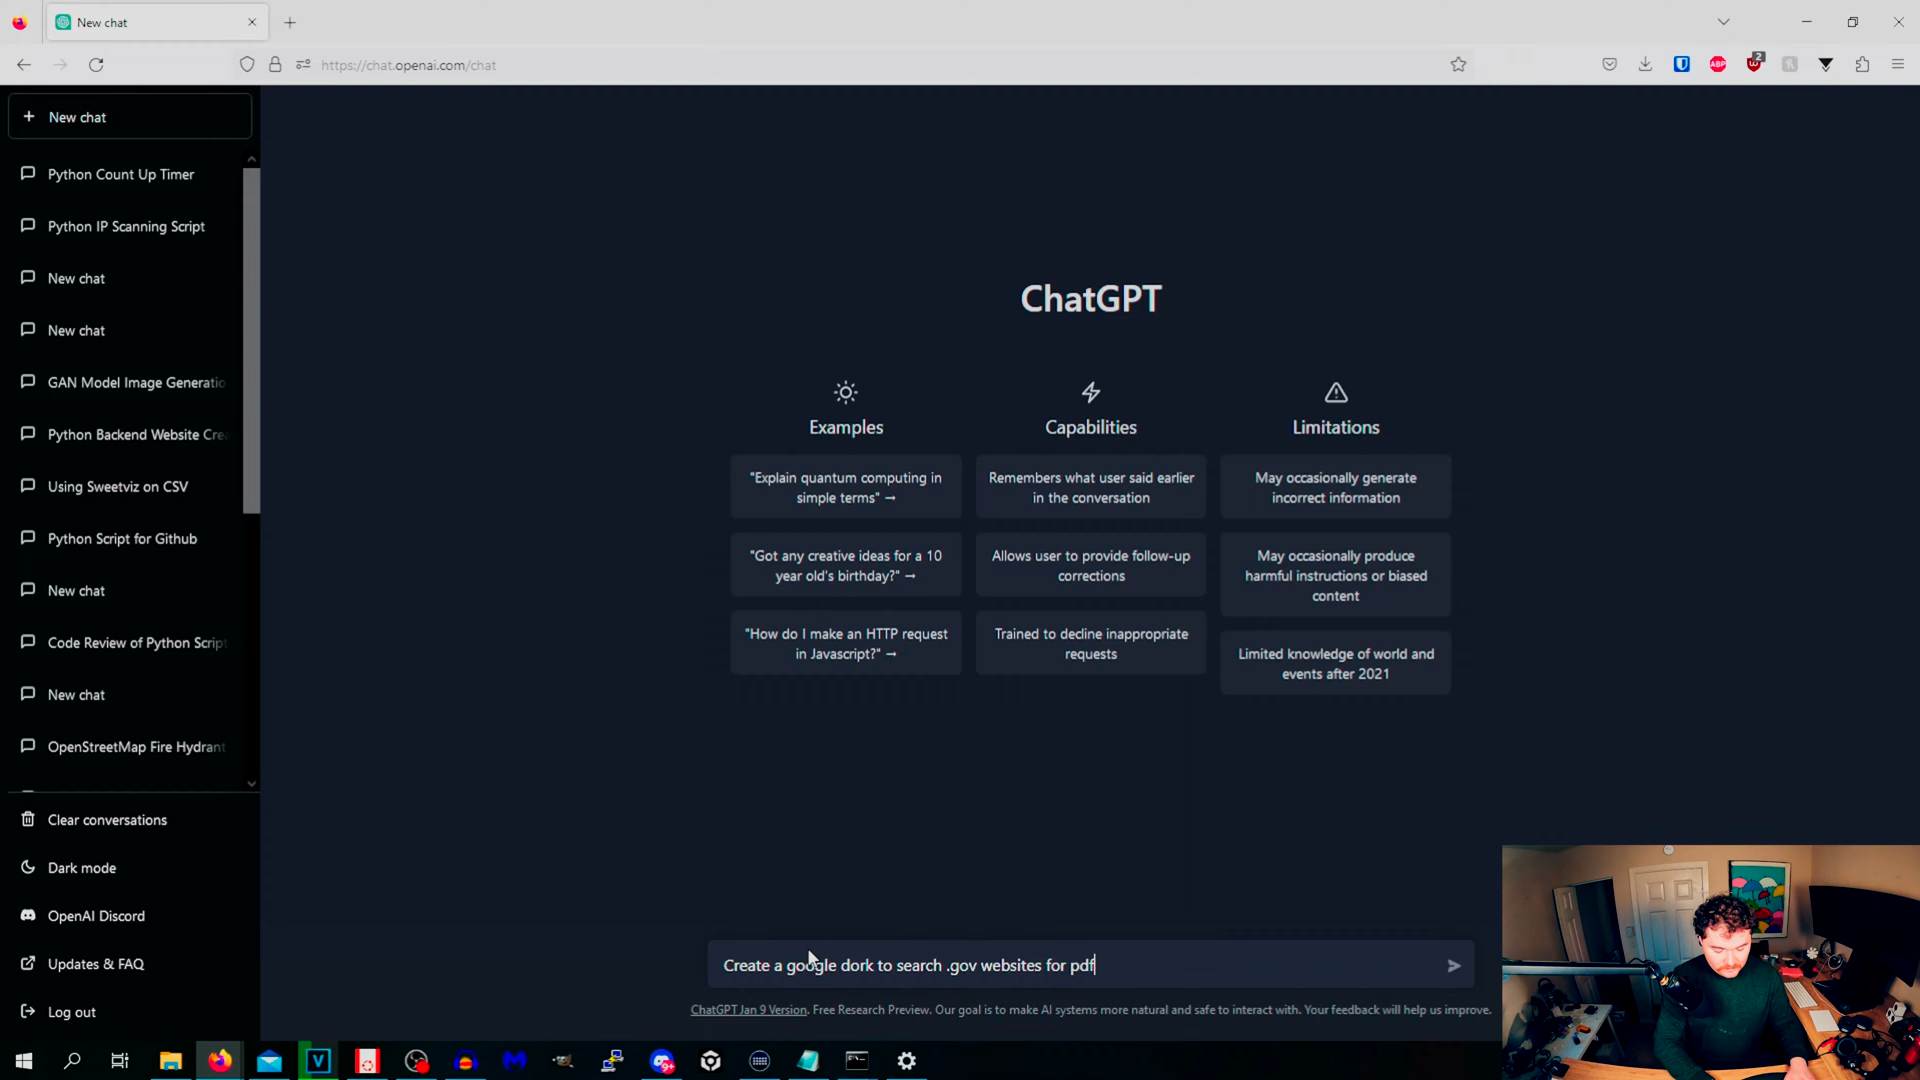 New chat
https://chat.openai.com/chat
2
ABP
New chat
Python Count Up Timer
Python IP Scanning Script
New chat
New chat
GAN Model Image Generatio
Python Backend Website Cre
Using Sweetviz on CSV
Python Script for Github
New chat
Code Review of Python Script
New chat
OpenStreetMap Fire Hydrant
Clear conversations
Dark mode
OpenAI Discord
Updates & FAQ
Log out
ChatGPT
Examples
"Explain quantum computing in
simple terms" →
"Got any creative ideas for a 10
year old's birthday?" →
"How do I make an HTTP request
in Javascript?" →
Capabilities
Remembers what user said earlier
in the conversation
Allows user to provide follow-up
corrections
Trained to decline inappropriate
requests
Limitations
May occasionally generate
incorrect information
May occasionally produce
harmful instructions or biased
content
Limited knowledge of world and
events after 2021
Create a google dork to search .gov websites for pdf
ChatGPT Jan 9 Version. Free Research Preview. Our goal is to make AI systems more natural and safe to interact with. Your feedback will help us improve.
V
9+